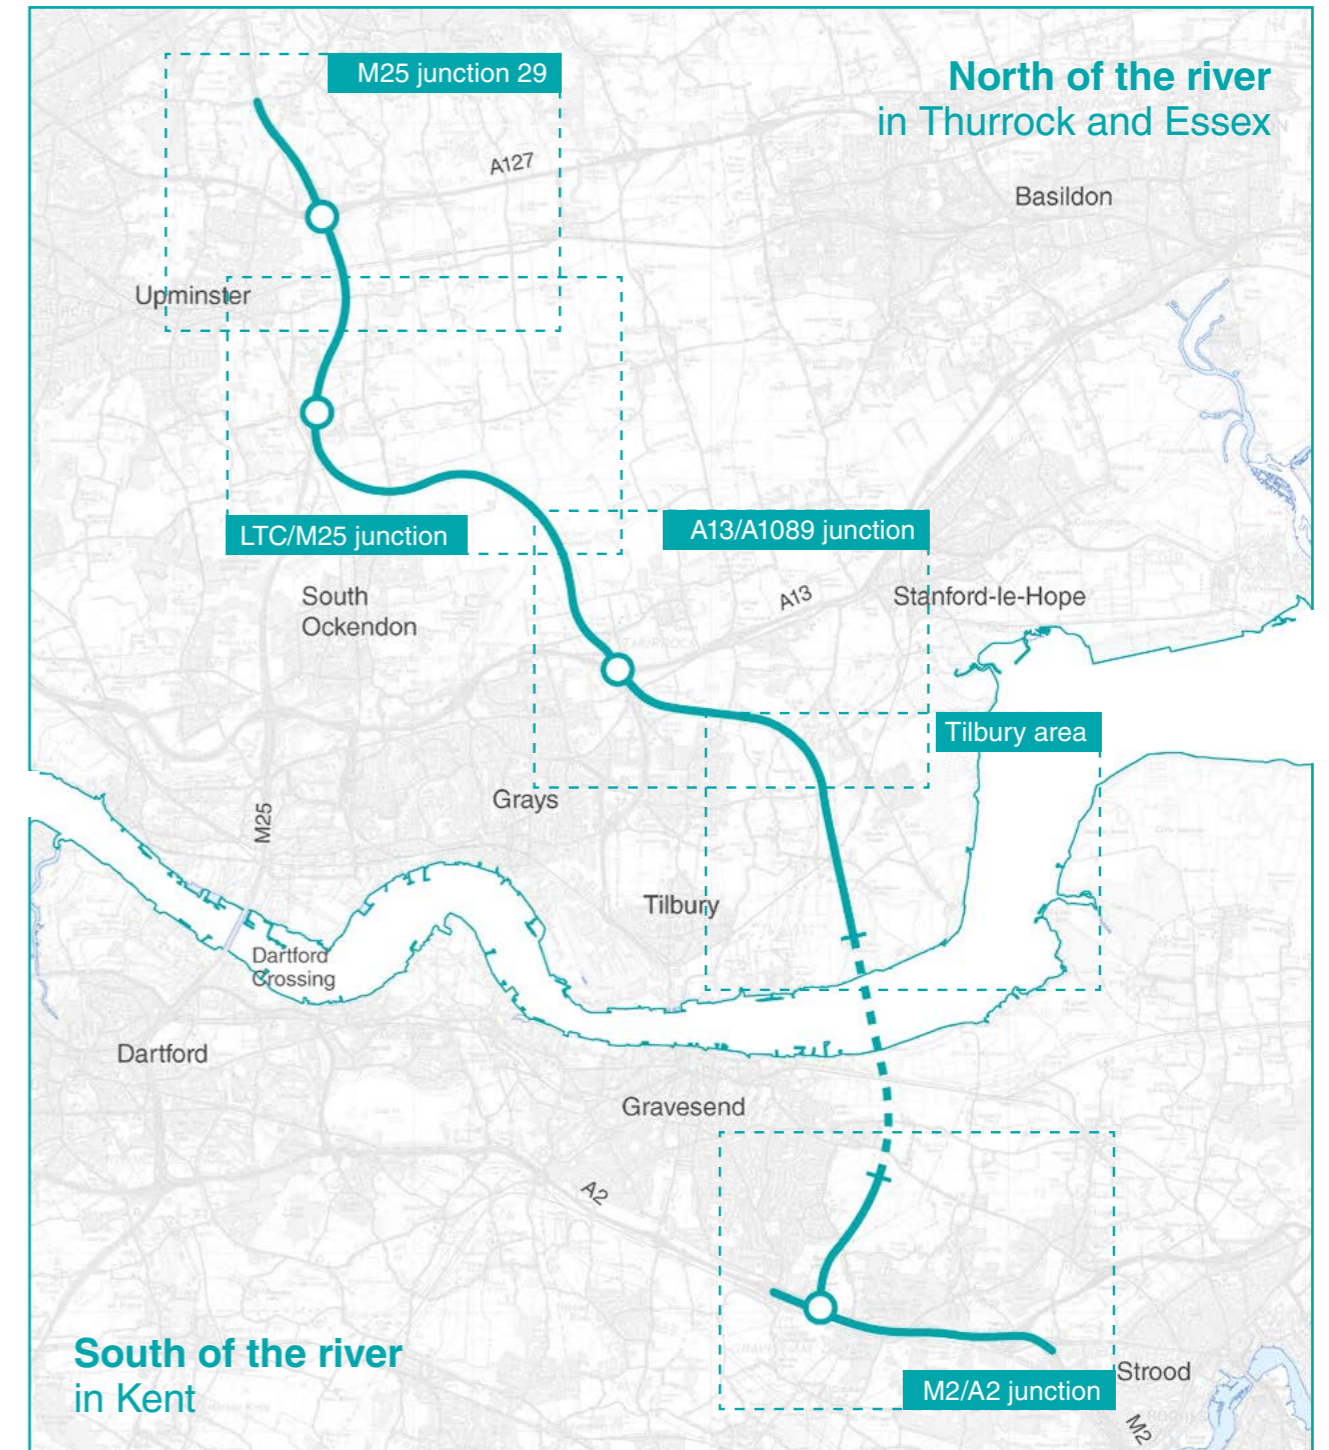 M25 junction 29
North of the river
in Thurrock and Essex
A127
Basildon
Upminster
LTC/M25 junction
A13/A1089 junction
South
Ockendon
A13
Stanford-le-Hope
Tilbury area
Grays
M25
Tilbury
Dartford
Crossing
Dartford
Gravesend
A2
South of the river
in Kent
Strood
M2/A2 junction
M2